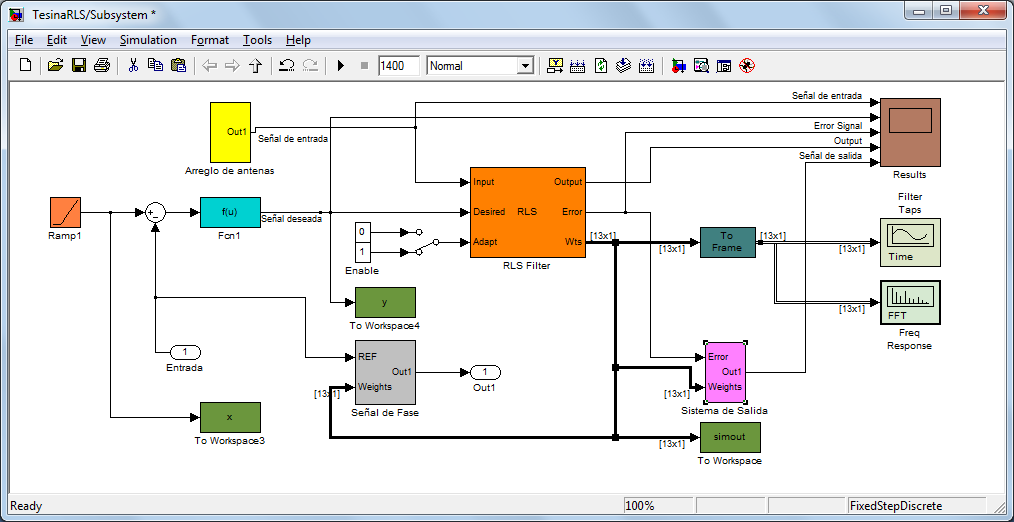 TesinaRLS/Subsystem *
File Edit View Simulation Format Tools Help
1400 Normal
Señal de entrada
Out1
Señal de entrada
Arreglo de antenas
Error Signal
Output
Señal de salida
Results
Input Output
Desired RLS Error
Adapt Wts
RLS Filter
Ramp1
+
-
f(u)
Fcn1
Señal deseada
0
1
Enable
[13x1]
[13x1]
To
Frame
[13x1]
[13x1]
Filter
Taps
Time
[13x1]
FFT
Freq
Response
y
To Workspace4
1
Entrada
REF
Out1
Weights
[13x1]
Señal de Fase
1
Out1
Error
Out1
Weights
[13x1]
Sistema de Salida
x
To Workspace3
simout
[13x1]
To Workspace
Ready 100% FixedStepDiscrete